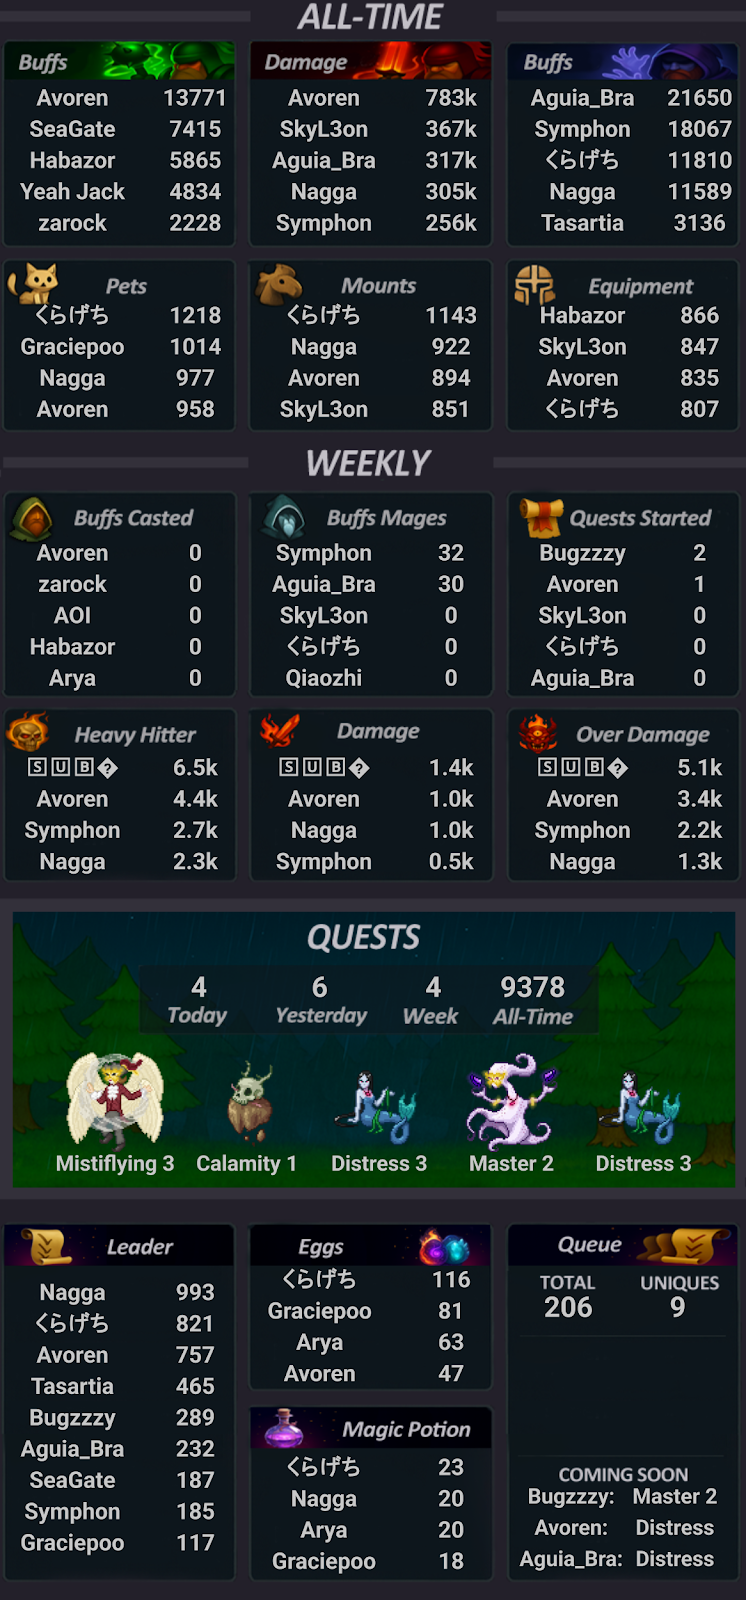 ALL-TIME
Buffs
Avoren 13771
SeaGate 7415
Habazor 5865
Yeah Jack 4834
zarock 2228
Damage
Avoren 783k
SkyL3on 367k
Aguia_Bra 317k
Nagga 305k
Symphon 256k
Buffs
Aguia_Bra 21650
Symphon 18067
くらげち 11810
Nagga 11589
Tasartia 3136
Pets
くらげち 1218
Graciepoo 1014
Nagga 977
Avoren 958
Mounts
くらげち 1143
Nagga 922
Avoren 894
SkyL3on 851
Equipment
Habazor 866
SkyL3on 847
Avoren 835
くらげち 807
WEEKLY
Buffs Casted
Avoren 0
zarock 0
AOI 0
Habazor 0
Arya 0
Buffs Mages
Symphon 32
Aguia_Bra 30
SkyL3on 0
くらげち 0
Qiaozhi 0
Quests Started
Bugzzzy 2
Avoren 1
SkyL3on 0
くらげち 0
Aguia_Bra 0
Heavy Hitter
🅂🅄🄱� 6.5k
Avoren 4.4k
Symphon 2.7k
Nagga 2.3k
Damage
🅂🅄🄱� 1.4k
Avoren 1.0k
Nagga 1.0k
Symphon 0.5k
Over Damage
🅂🅄🄱� 5.1k
Avoren 3.4k
Symphon 2.2k
Nagga 1.3k
QUESTS
4 6 4 9378
Today Yesterday Week All-Time
Mistiflying 3 Calamity 1 Distress 3 Master 2 Distress 3
Leader
Nagga 993
くらげち 821
Avoren 757
Tasartia 465
Bugzzzy 289
Aguia_Bra 232
SeaGate 187
Symphon 185
Graciepoo 117
Eggs
くらげち 116
Graciepoo 81
Arya 63
Avoren 47
Magic Potion
くらげち 23
Nagga 20
Arya 20
Graciepoo 18
Queue
TOTAL UNIQUES
206 9
COMING SOON
Bugzzzy: Master 2
Avoren: Distress
Aguia_Bra: Distress